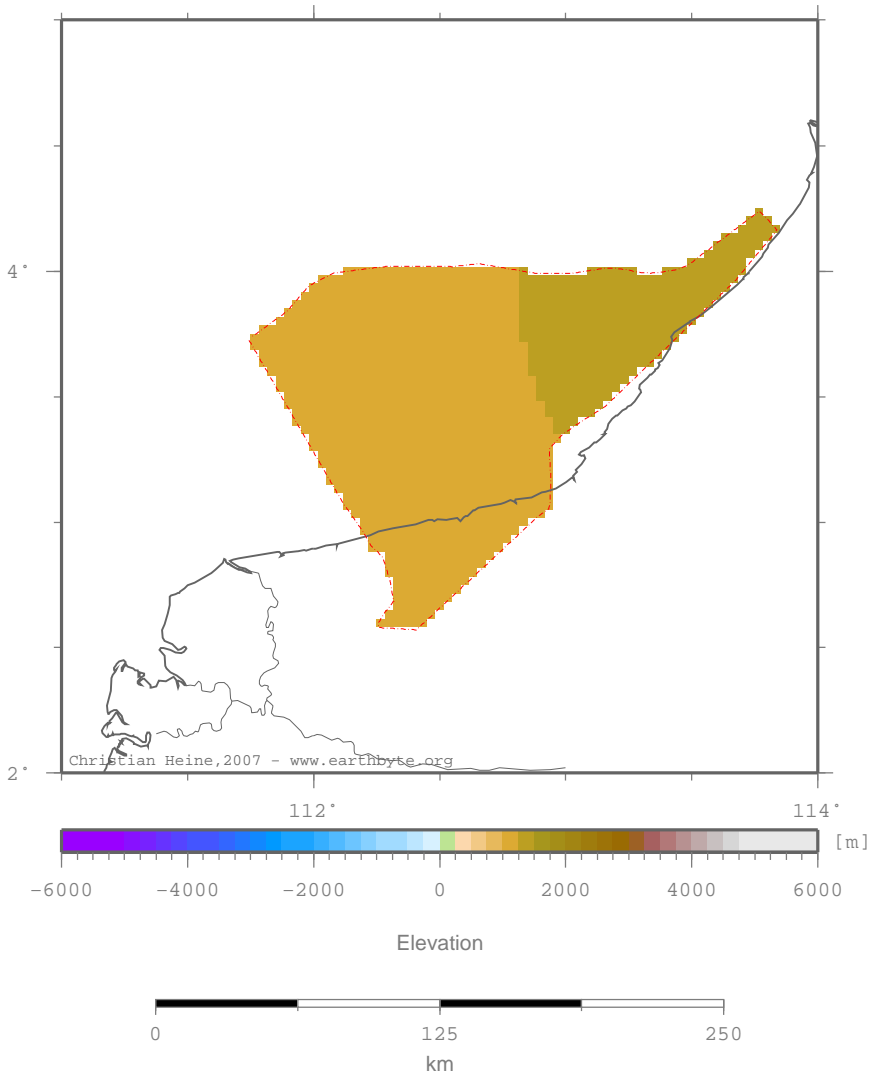 4°
2°
Christian Heine,2007 - www.earthbyte.org
112° 114°
[m]
-6000 -4000 -2000 0 2000 4000 6000
Elevation
0 125 250
km